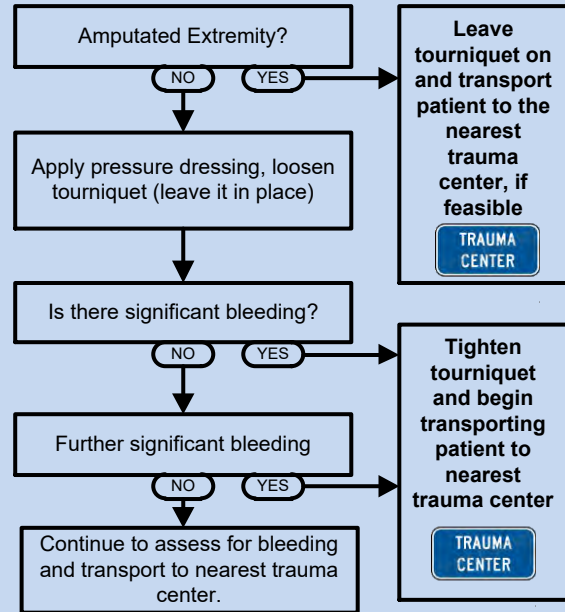 Amputated Extremity?
NO
YES
Leave
tourniquet on
and transport
patient to the
nearest
trauma
center, if
feasible
TRAUMA
CENTER
Apply pressure dressing, loosen
tourniquet (leave it in place)
Is there significant bleeding?
NO
YES
Tighten
tourniquet
and begin
transporting
patient to
nearest
trauma center
TRAUMA
CENTER
Further significant bleeding
NO
YES
Continue to assess for bleeding
and transport to nearest trauma
center.